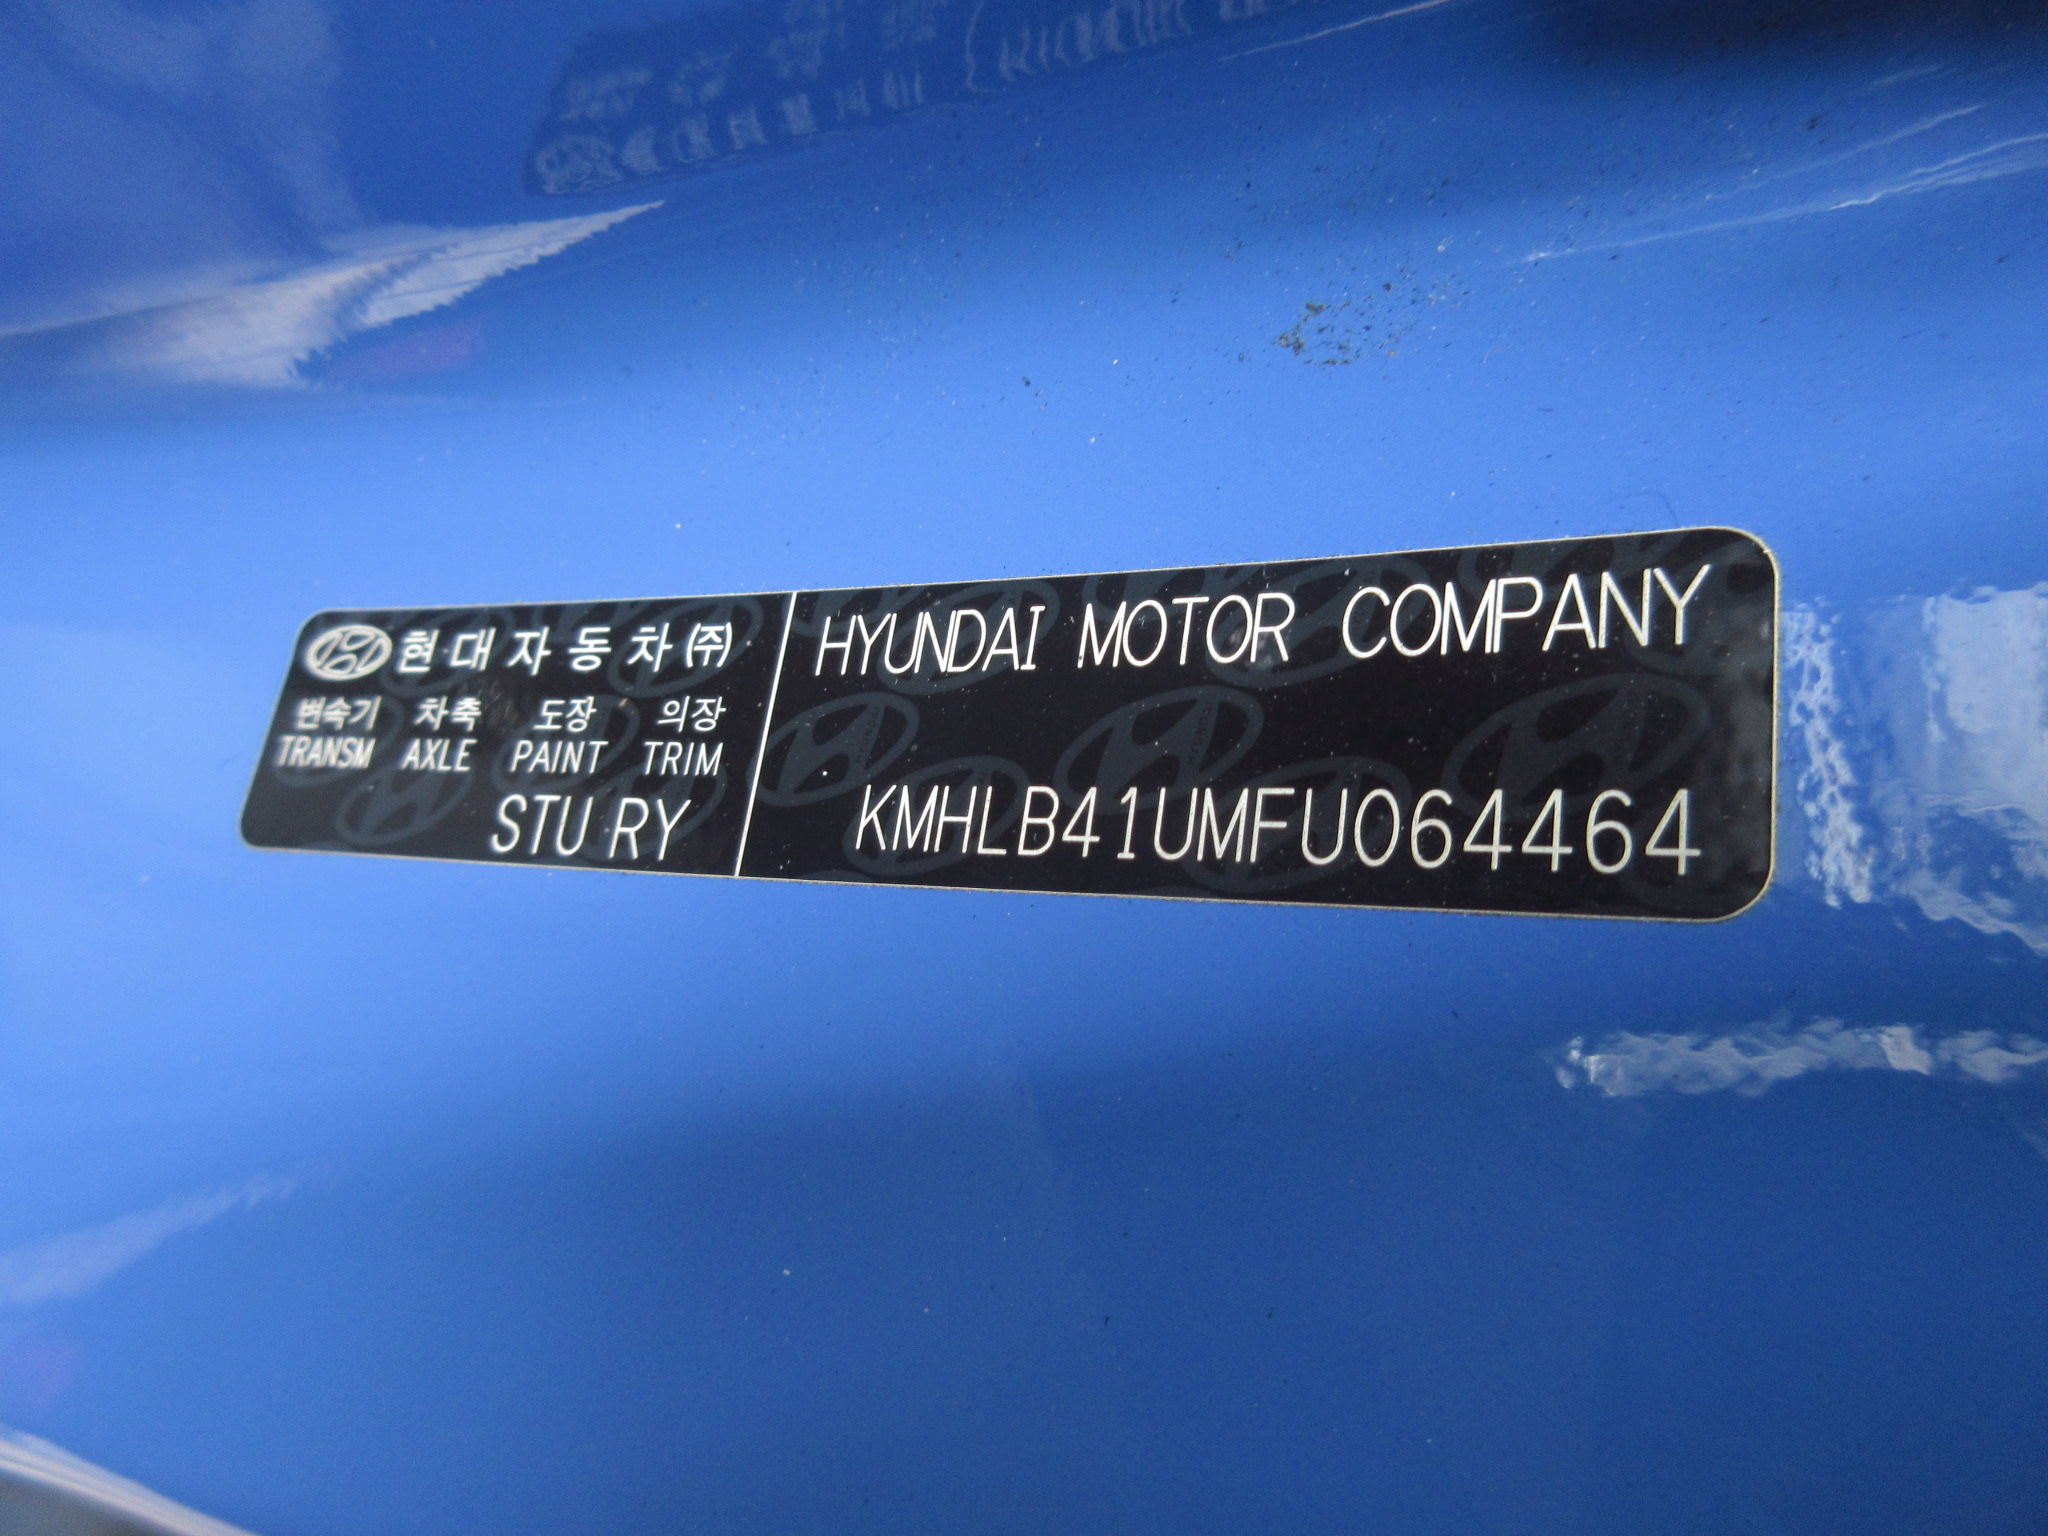 현대자동차(주)
변속기 차축 도장 의장
TRANSM AXLE PAINT TRIM
STU RY
HYUNDAI MOTOR COMPANY
KMHLB41UMFU064464